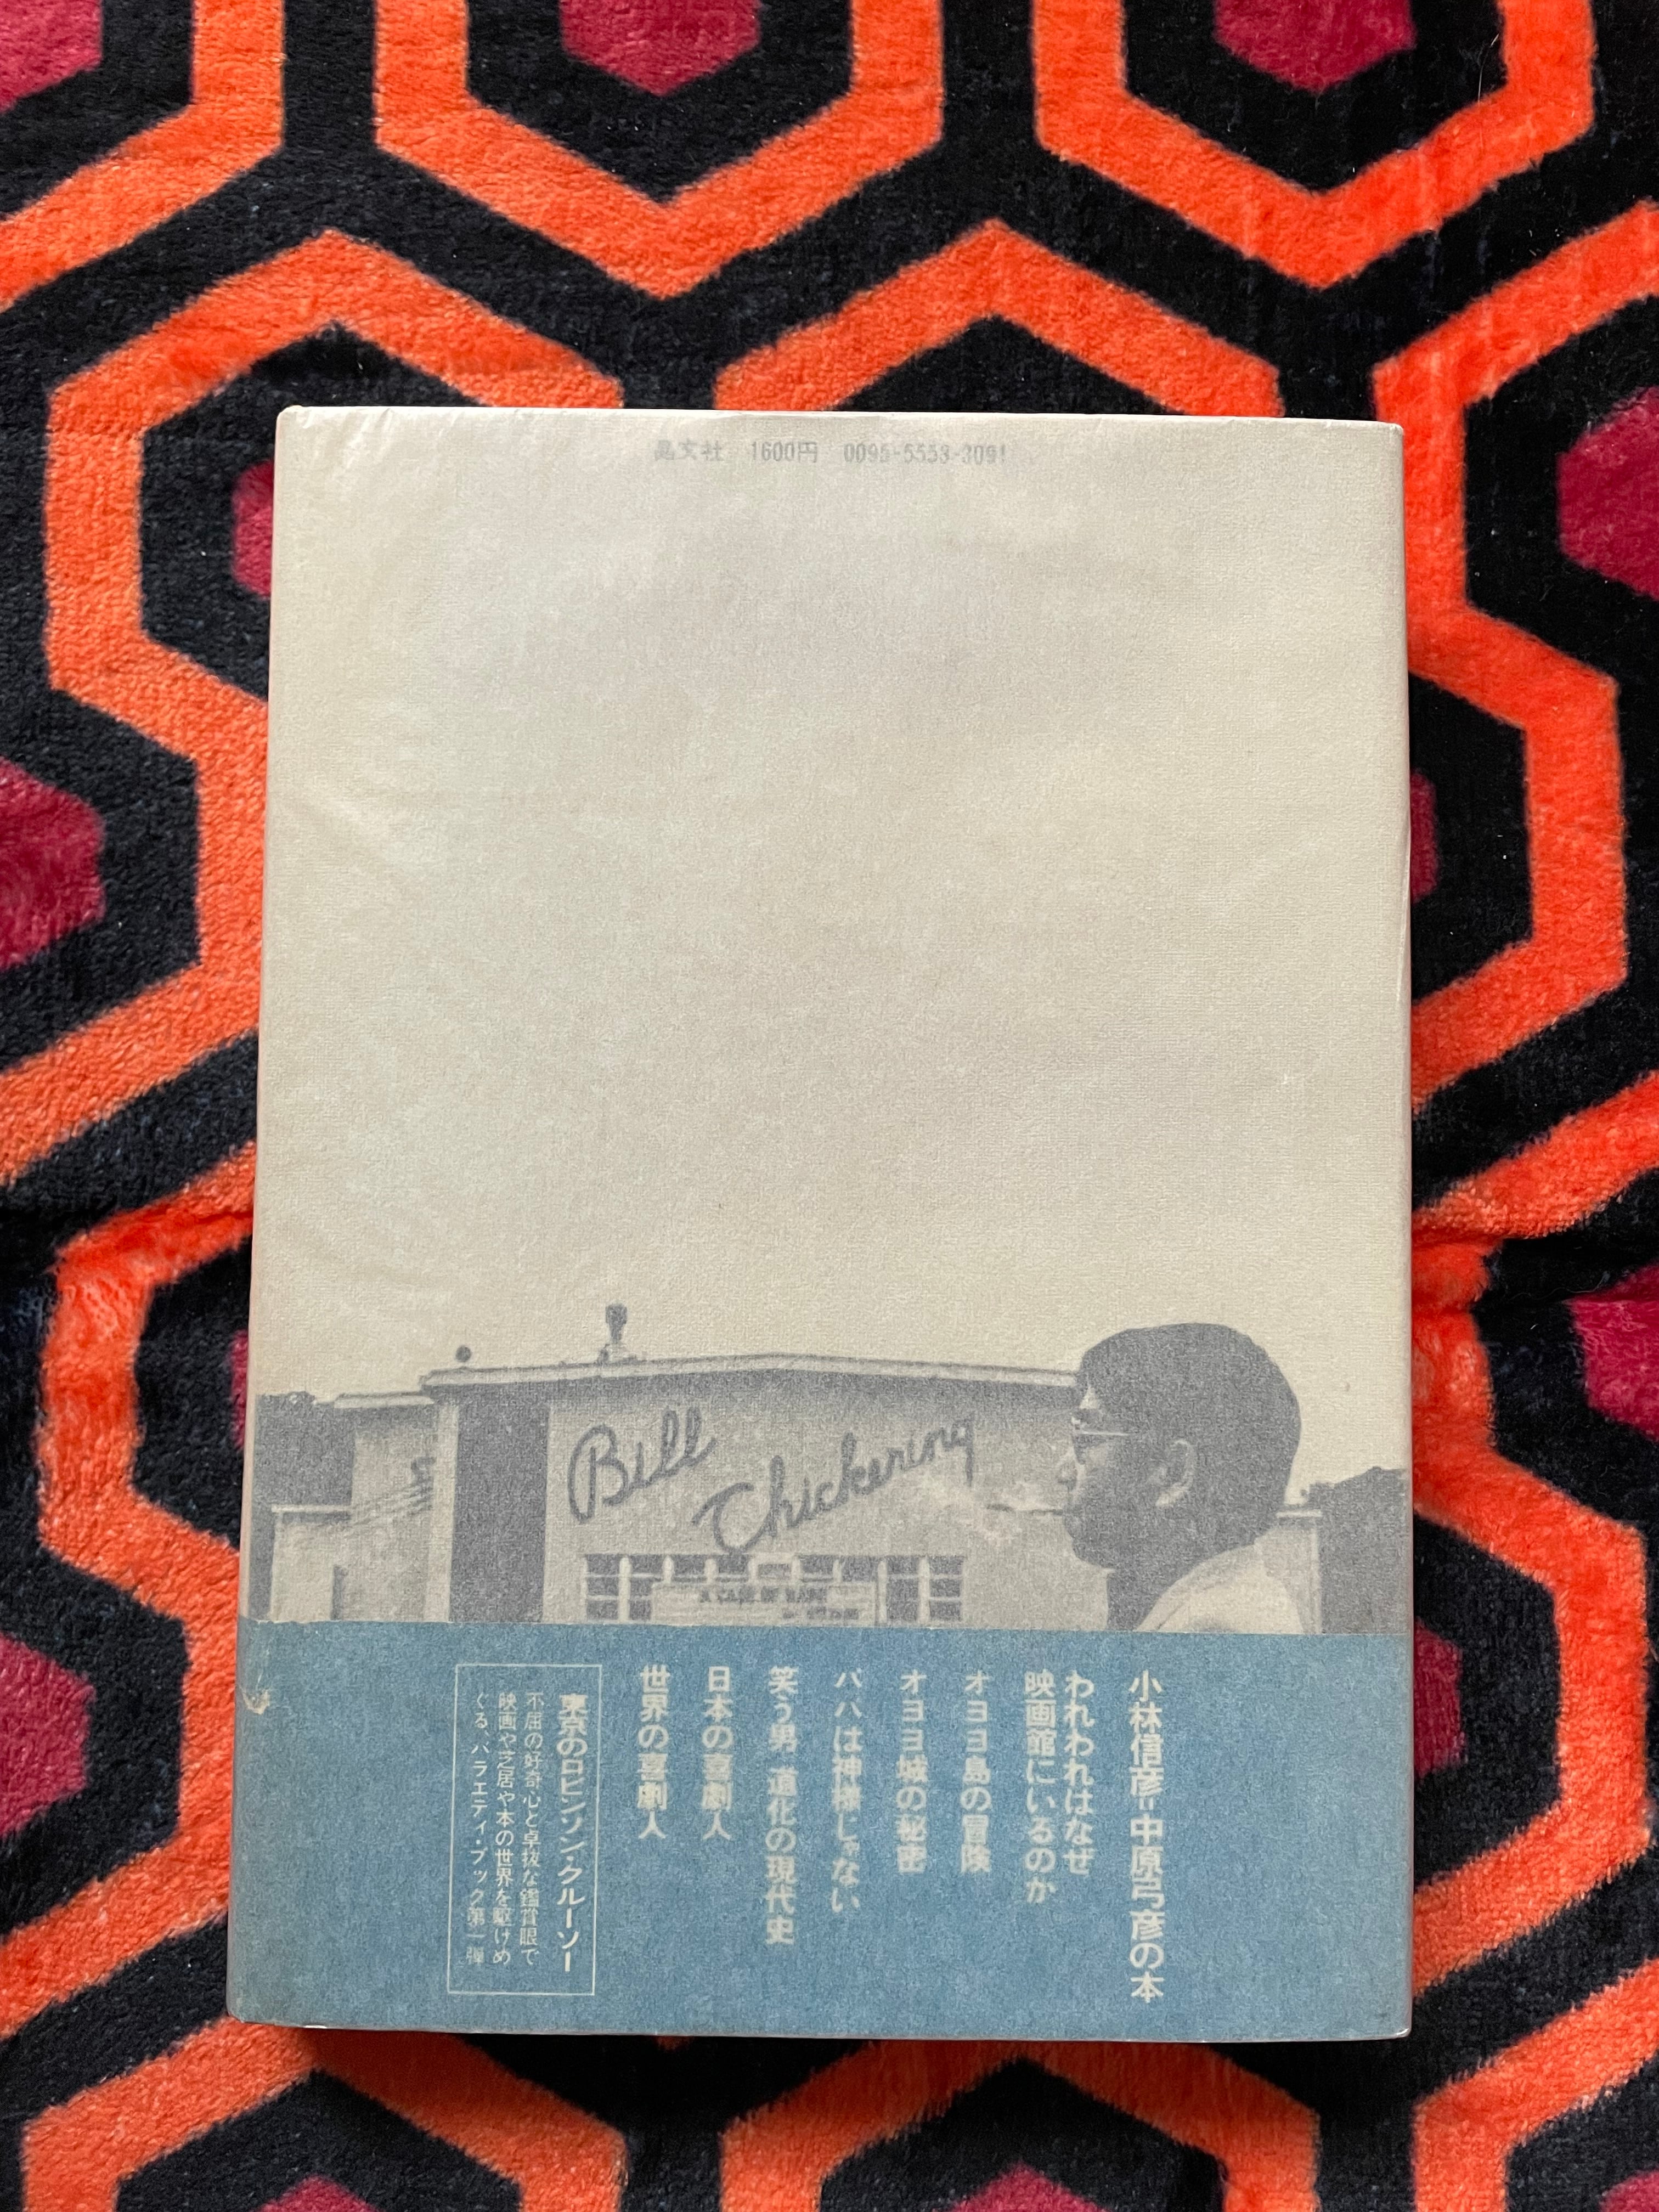 晶文社　1600円　0095-5553-3091
Bill
Chickering
A CASE OF RAPE
小林信彦=中原弓彦の本
われわれはなぜ
映画館にいるのか
オヨヨ島の冒険
オヨヨ城の秘密
パパは神様じゃない
笑う男 道化の現代史
日本の喜劇人
世界の喜劇人
東京のロビンソン・クルーソー
不屈の好奇心と卓抜な鑑賞眼で
映画や芝居や本の世界を駆けめ
ぐる、バラエティ・ブック第一弾